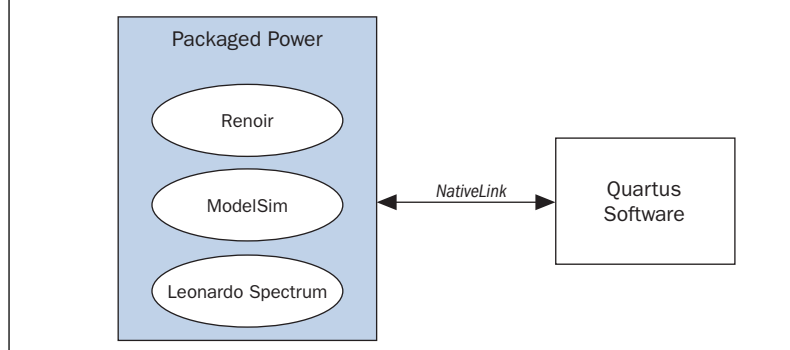 Packaged Power
Renoir
ModelSim
Leonardo Spectrum
NativeLink
Quartus
Software